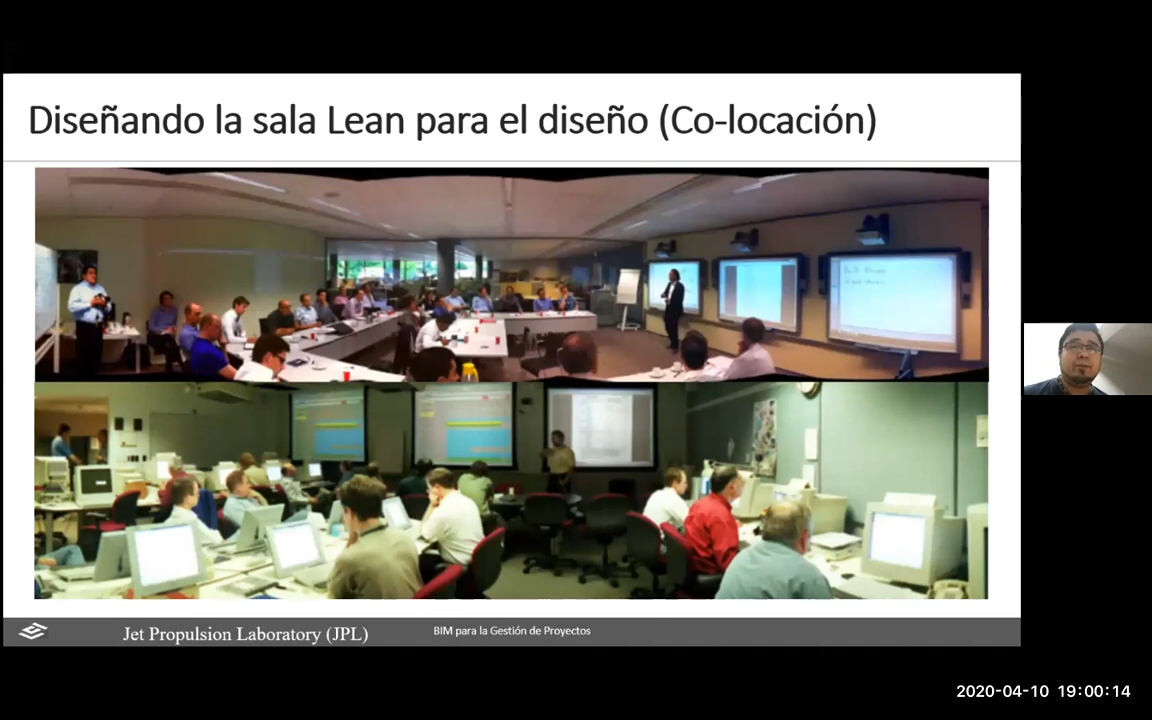 Diseñando la sala Lean para el diseño (Co-locación)
Jet Propulsion Laboratory (JPL)
BIM para la Gestión de Proyectos
2020-04-10 19:00:14